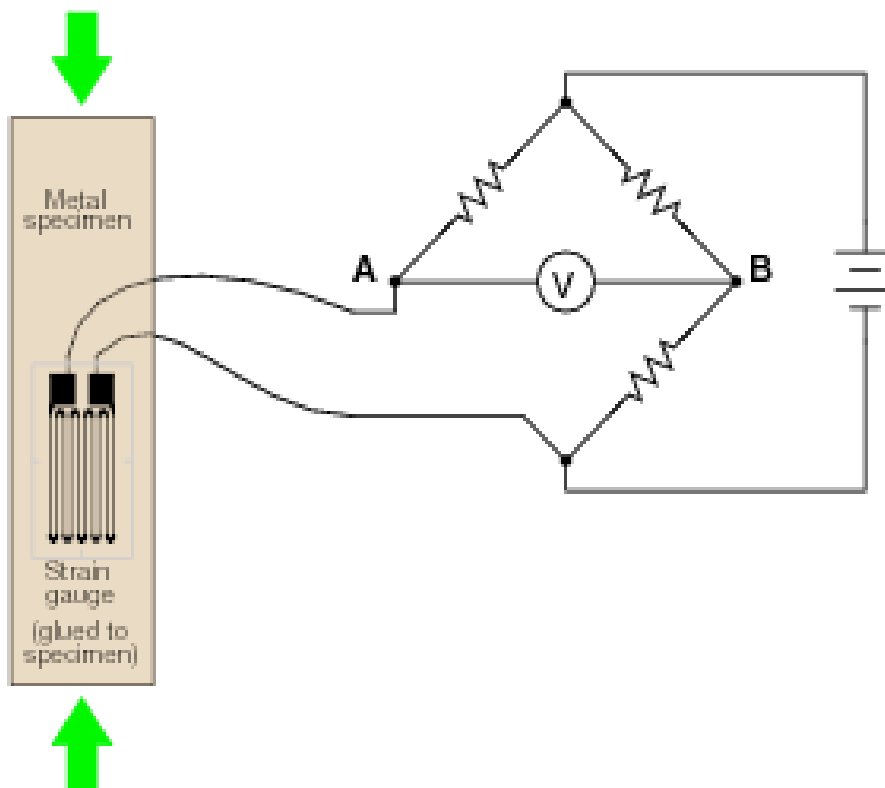 Metal
specimen
A
V
B
Strain
gauge
(glued to
specimen)